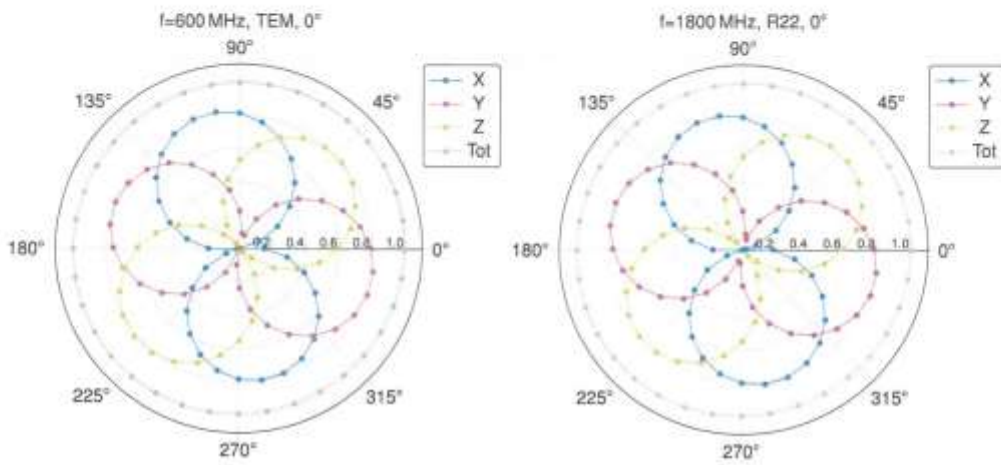 f=600 MHz, TEM, 0°
90°
135°
45°
180°
0°
225°
315°
270°
0.2 0.4 0.6 0.8 1.0
X
Y
Z
Tot
f=1800 MHz, R22, 0°
90°
135°
45°
180°
0°
225°
315°
270°
0.2 0.4 0.6 0.8 1.0
X
Y
Z
Tot